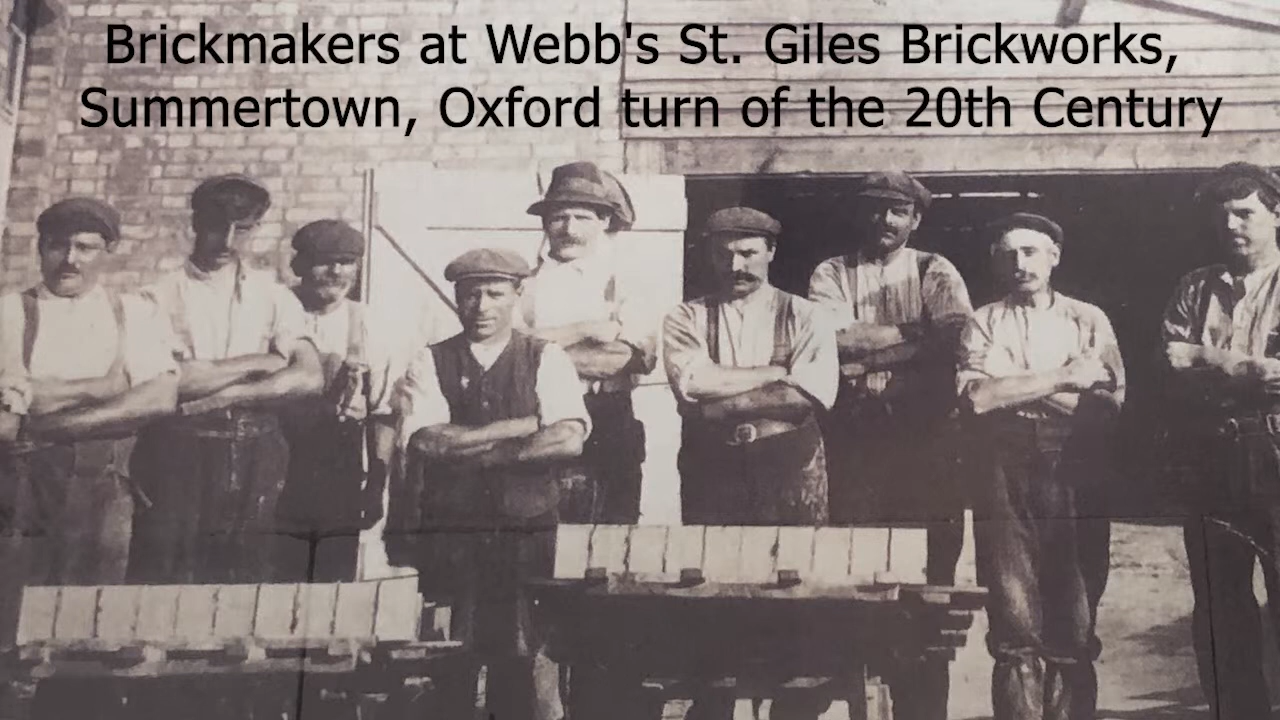 Brickmakers at Webb's St. Giles Brickworks,
Summertown, Oxford turn of the 20th Century